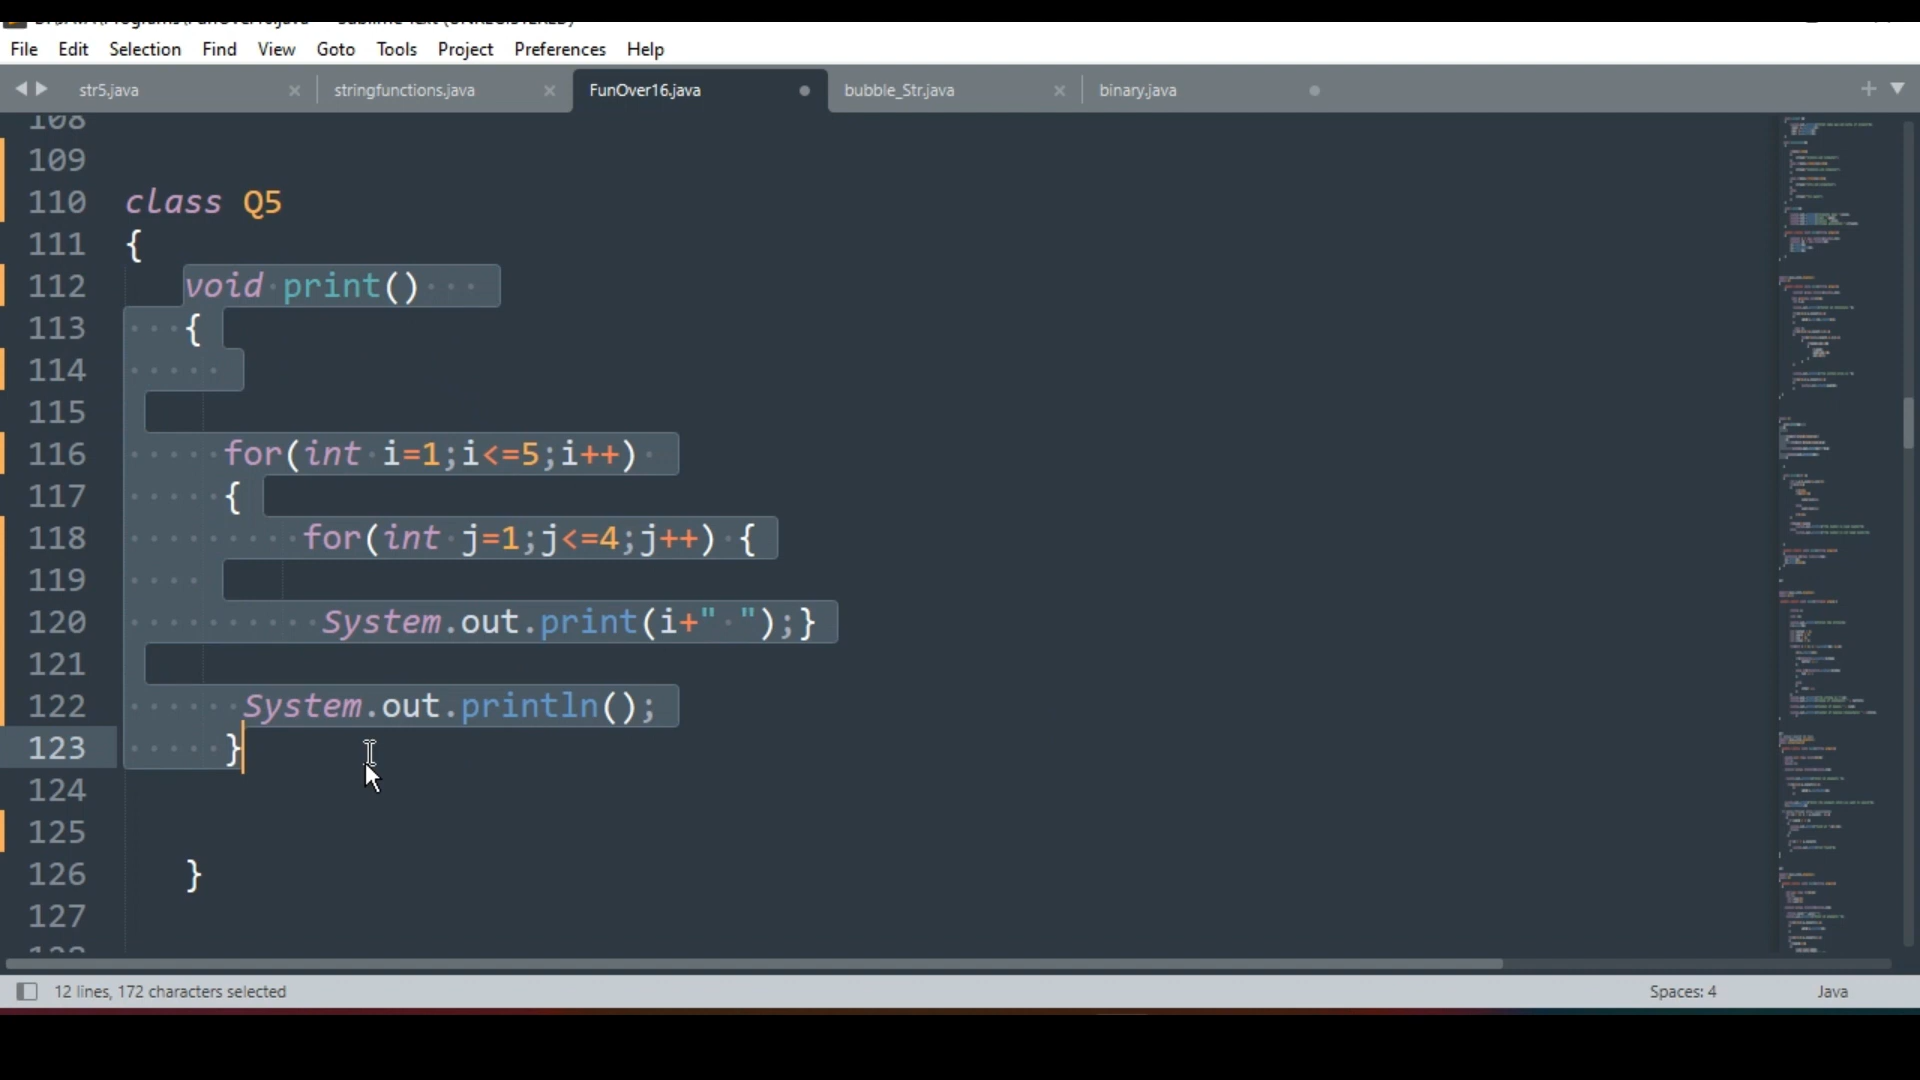 File Edit Selection Find View Goto Tools Project Preferences Help
str5.java × stringfunctions.java × FunOver16.java bubble_Str.java × binary.java
108
109
110 class Q5
111 {
112 void print()
113 {
114
115
116 for(int i=1;i<=5;i++)
117 {
118 for(int j=1;j<=4;j++) {
119
120 System.out.print(i+" ");}
121
122 System.out.println();
123 }
124
125
126 }
127
12 lines, 172 characters selected Spaces: 4 Java